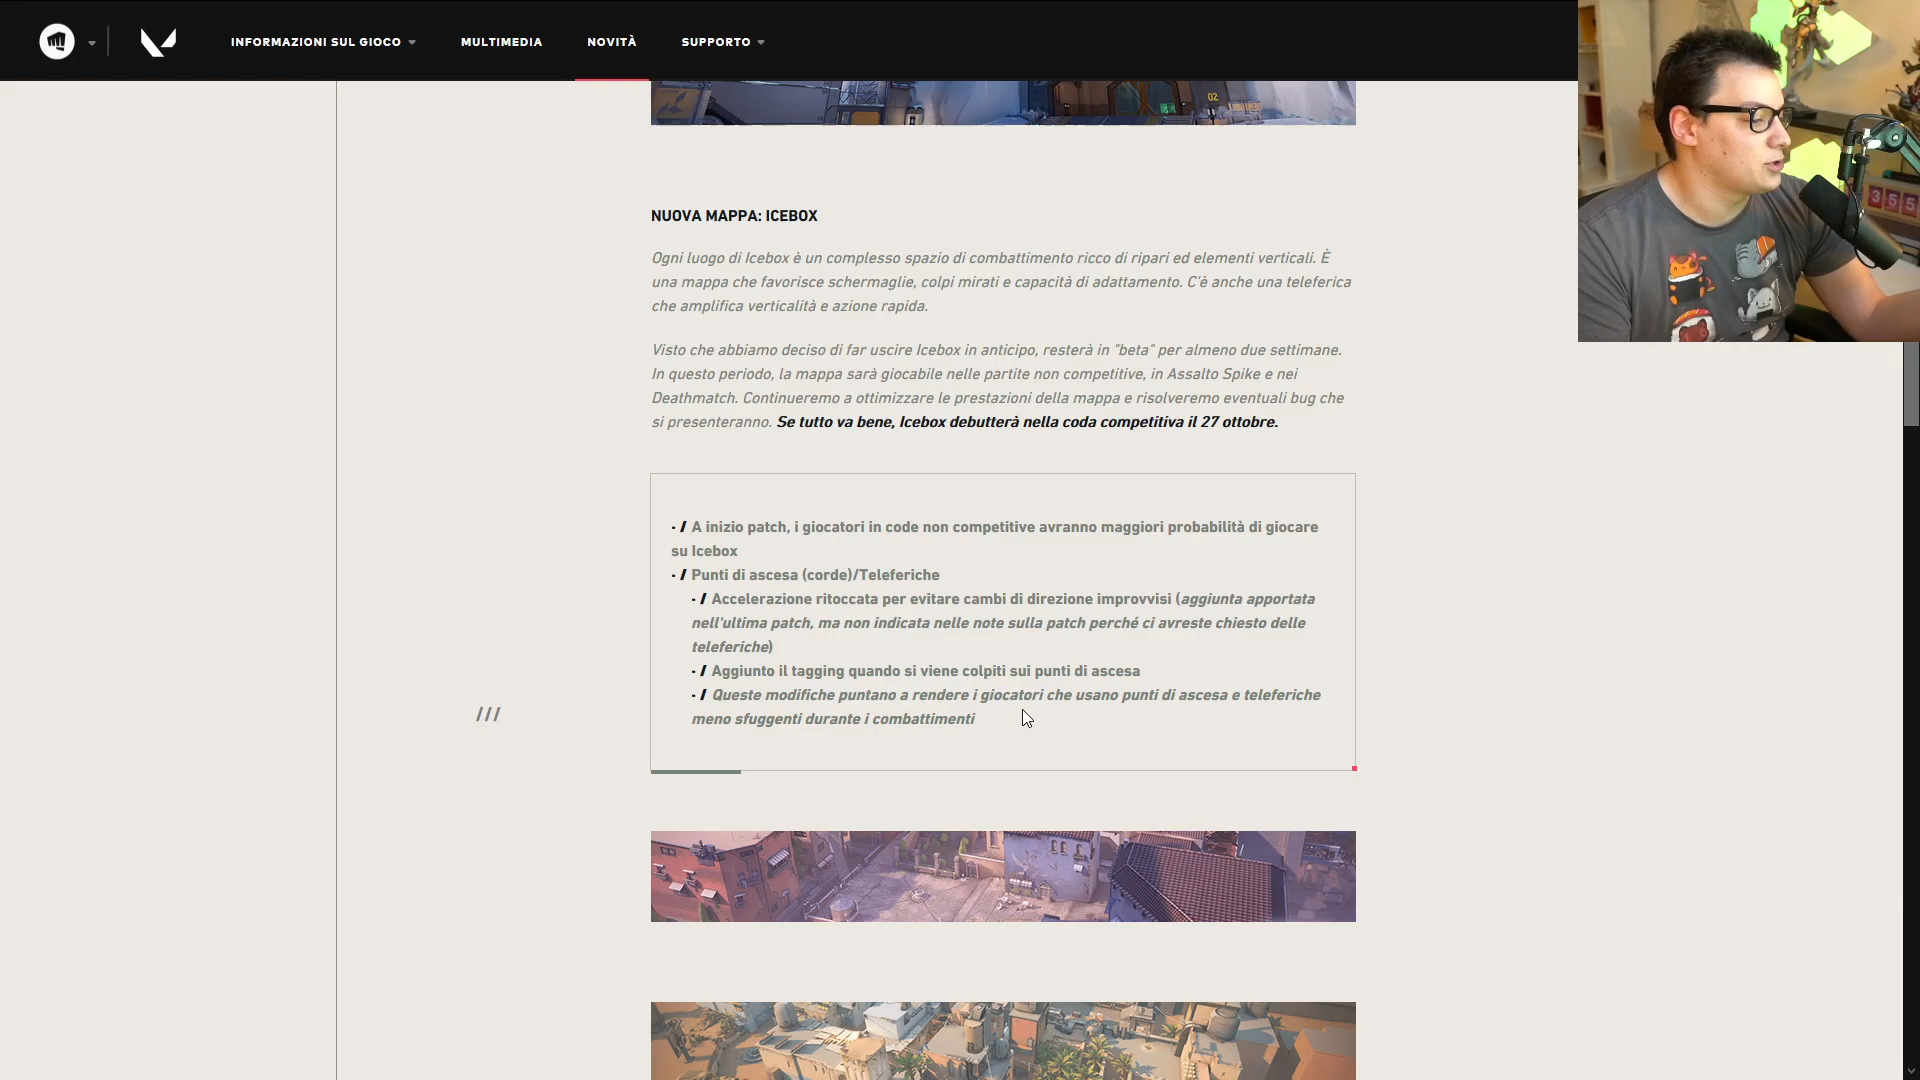 INFORMAZIONI SUL GIOCO
MULTIMEDIA
NOVITÀ
SUPPORTO
02
355
NUOVA MAPPA: ICEBOX
Ogni luogo di Icebox è un complesso spazio di combattimento ricco di ripari ed elementi verticali. È
una mappa che favorisce schermaglie, colpi mirati e capacità di adattamento. C'è anche una teleferica
che amplifica verticalità e azione rapida.
Visto che abbiamo deciso di far uscire Icebox in anticipo, resterà in "beta" per almeno due settimane.
In questo periodo, la mappa sarà giocabile nelle partite non competitive, in Assalto Spike e nei
Deathmatch. Continueremo a ottimizzare le prestazioni della mappa e risolveremo eventuali bug che
si presenteranno. Se tutto va bene, Icebox debutterà nella coda competitiva il 27 ottobre.
- / A inizio patch, i giocatori in code non competitive avranno maggiori probabilità di giocare
su Icebox
- / Punti di ascesa (corde)/Teleferiche
- / Accelerazione ritoccata per evitare cambi di direzione improvvisi (aggiunta apportata
nell'ultima patch, ma non indicata nelle note sulla patch perché ci avreste chiesto delle
teleferiche)
- / Aggiunto il tagging quando si viene colpiti sui punti di ascesa
- / Queste modifiche puntano a rendere i giocatori che usano punti di ascesa e teleferiche
meno sfuggenti durante i combattimenti
///